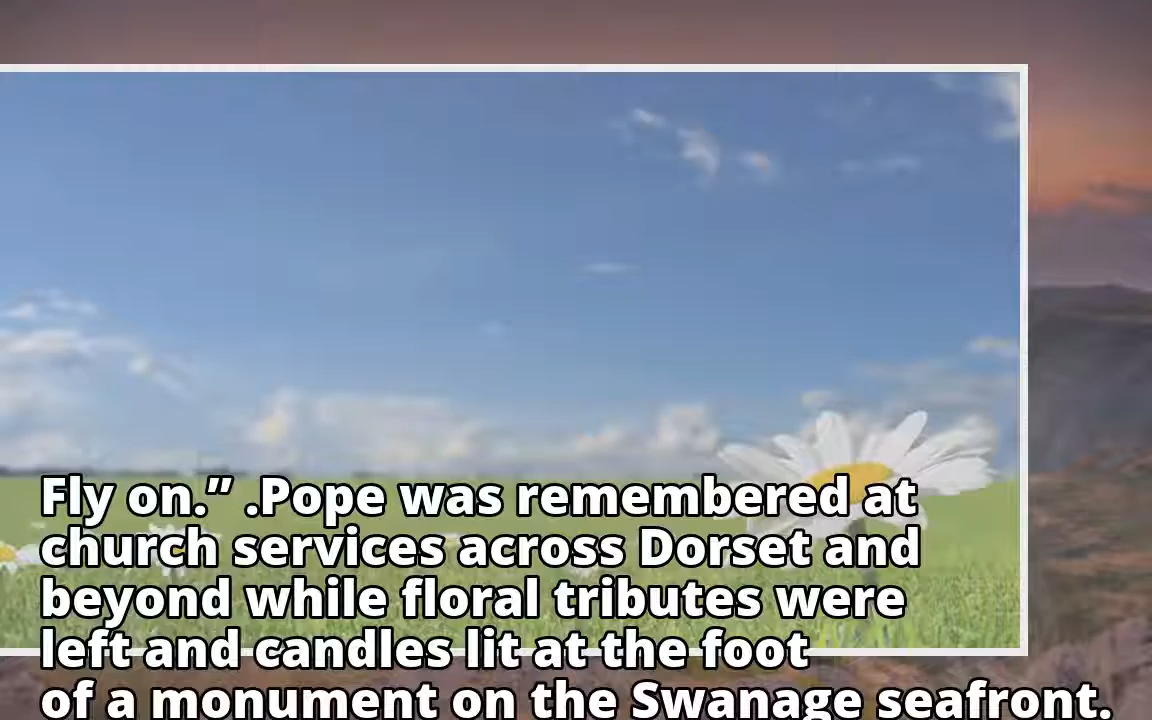 Fly on.” .Pope was remembered at
church services across Dorset and
beyond while floral tributes were
left and candles lit at the foot
of a monument on the Swanage seafront.